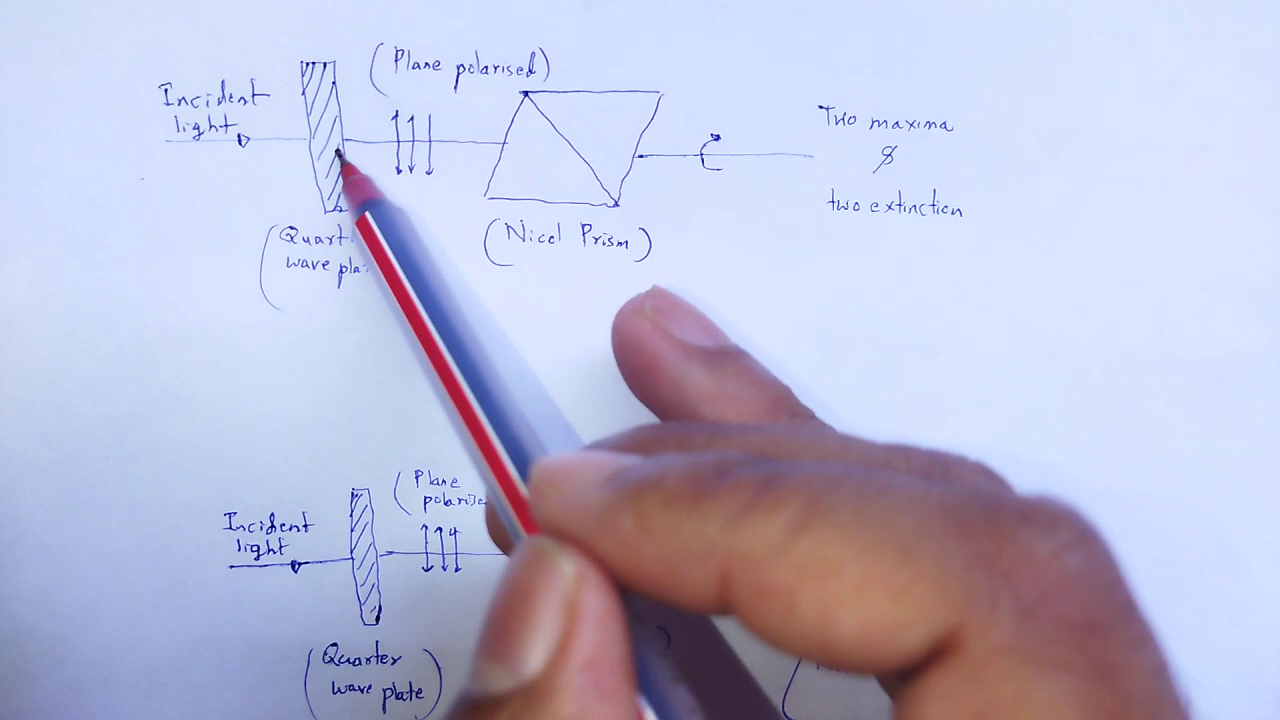 (Plane polarised)
Incident
light
Two maxima
&
two extinction
(Nicol Prism)
(Quart
wave pla
(Plane
polarise
Incident
light
(Quarter
wave plate)